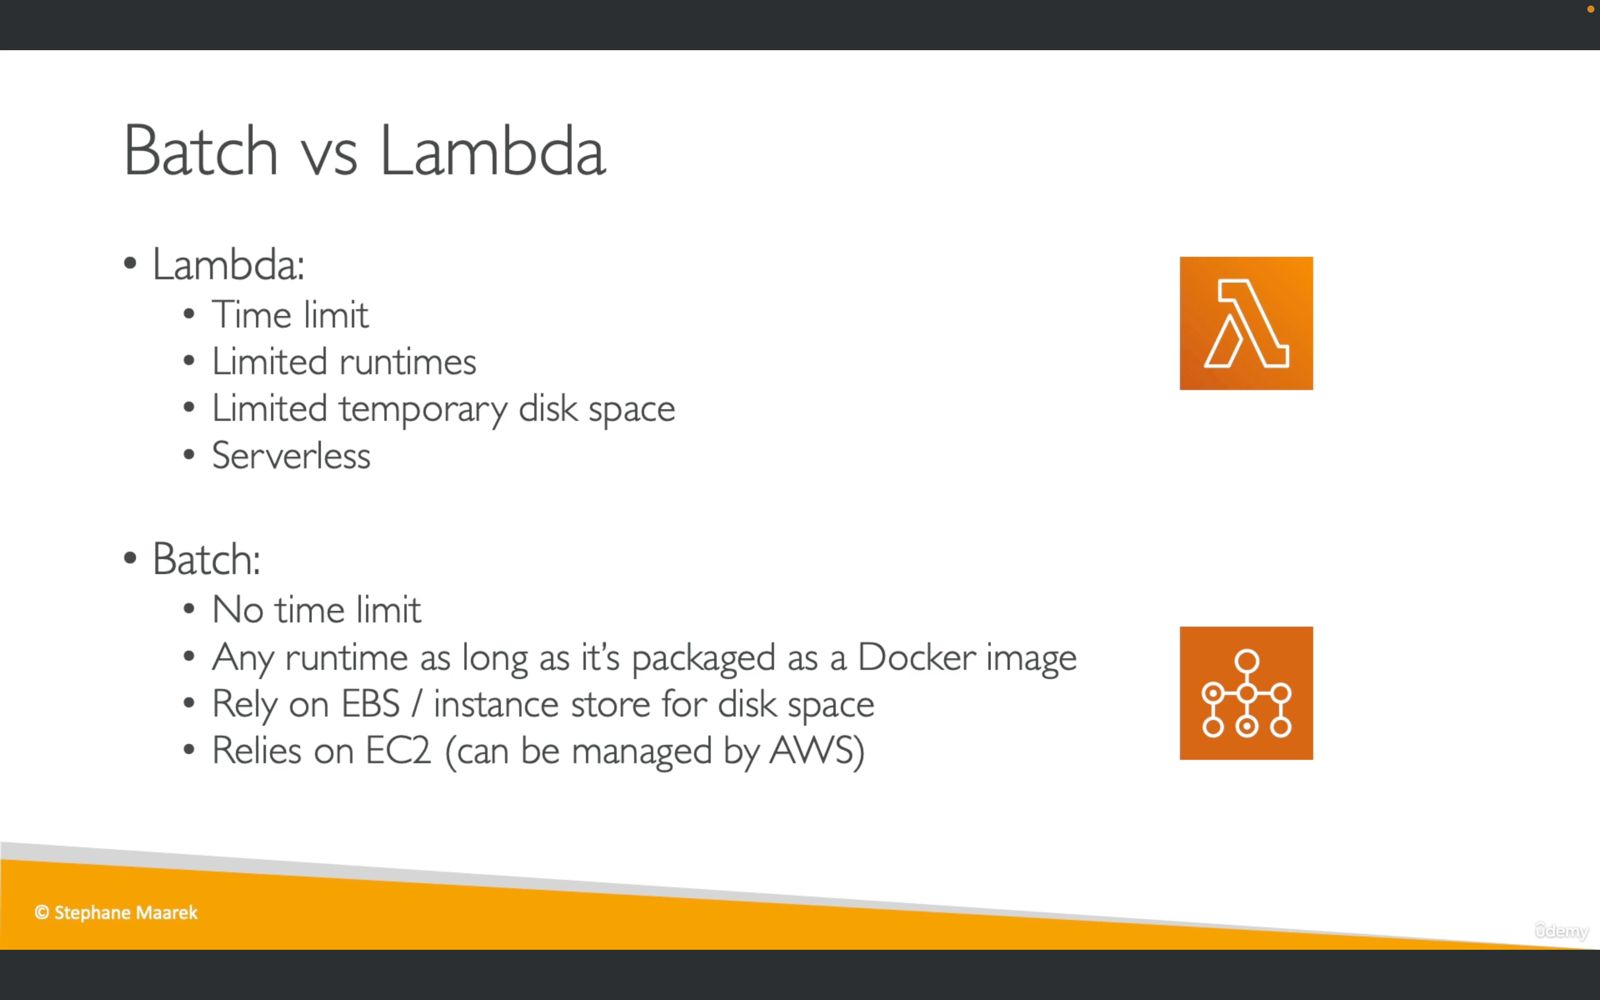 Batch vs Lambda
• Lambda:
• Time limit
• Limited runtimes
• Limited temporary disk space
• Serverless
• Batch:
• No time limit
• Any runtime as long as it's packaged as a Docker image
• Rely on EBS / instance store for disk space
• Relies on EC2 (can be managed by AWS)
© Stephane Maarek
ûdemy